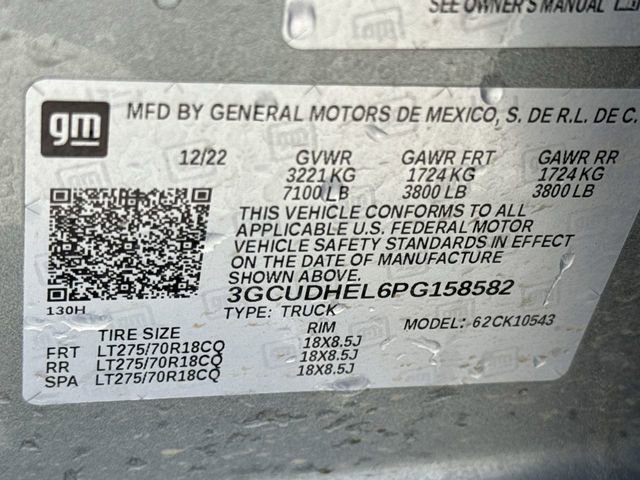 SEE OWNER'S MANUAL
gm
MFD BY GENERAL MOTORS DE MEXICO, S. DE R.L. DE C.
12/22 GVWR GAWR FRT GAWR RR
3221 KG 1724 KG 1724 KG
7100 LB 3800 LB 3800 LB
THIS VEHICLE CONFORMS TO ALL
APPLICABLE U.S. FEDERAL MOTOR
VEHICLE SAFETY STANDARDS IN EFFECT
ON THE DATE OF MANUFACTURE
SHOWN ABOVE.
3GCUDHEL6PG158582
130H
TYPE: TRUCK MODEL: 62CK10543
TIRE SIZE RIM
FRT LT275/70R18CQ 18X8.5J
RR LT275/70R18CQ 18X8.5J
SPA LT275/70R18CQ 18X8.5J